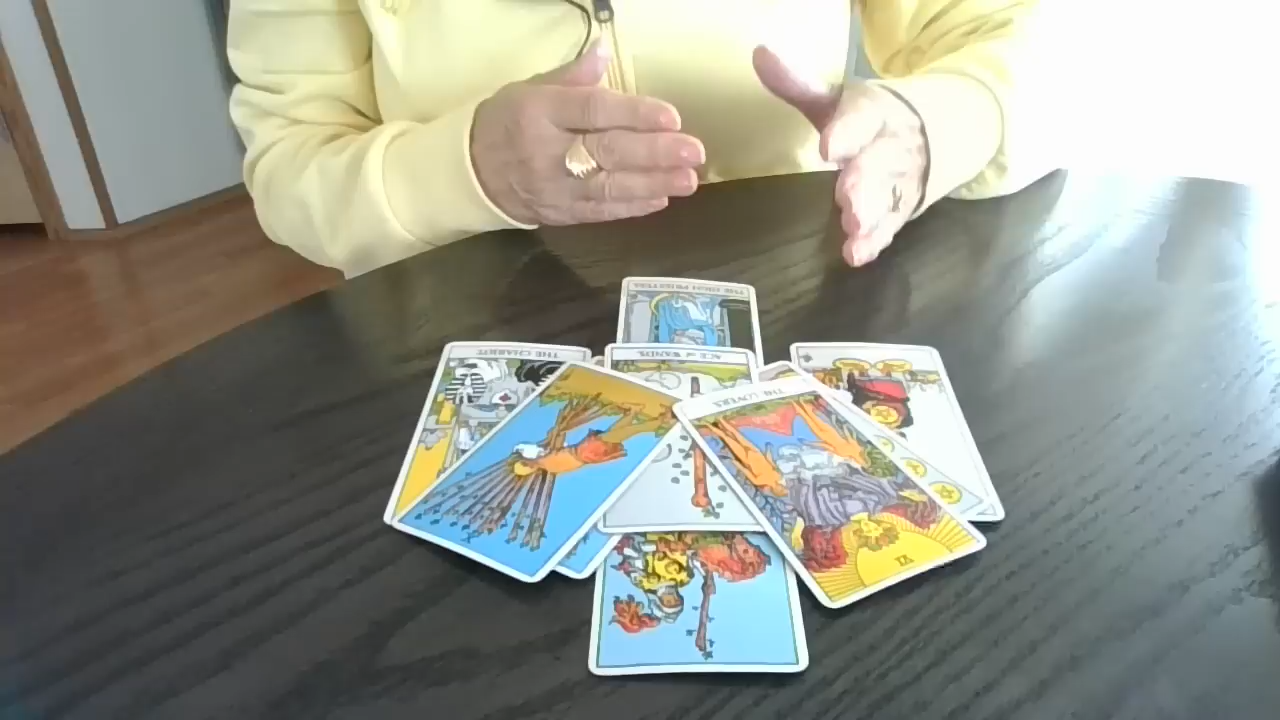 THE HIGH PRIESTESS
THE CHARIOT
ACE of WANDS.
THE LOVERS.
VI
X